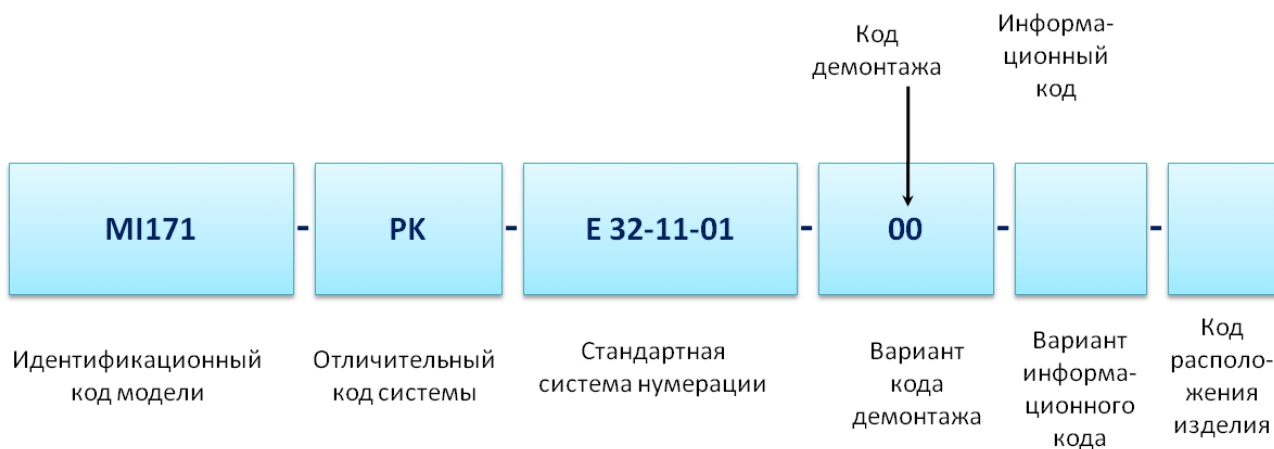 Код
демонтажа
Информа-
ционный
код
MI171 - PK - E 32-11-01 - 00 - -
Идентификационный
код модели
Отличительный
код системы
Стандартная
система нумерации
Вариант
кода
демонтажа
Вариант
информа-
ционного
кода
Код
располо-
жения
изделия